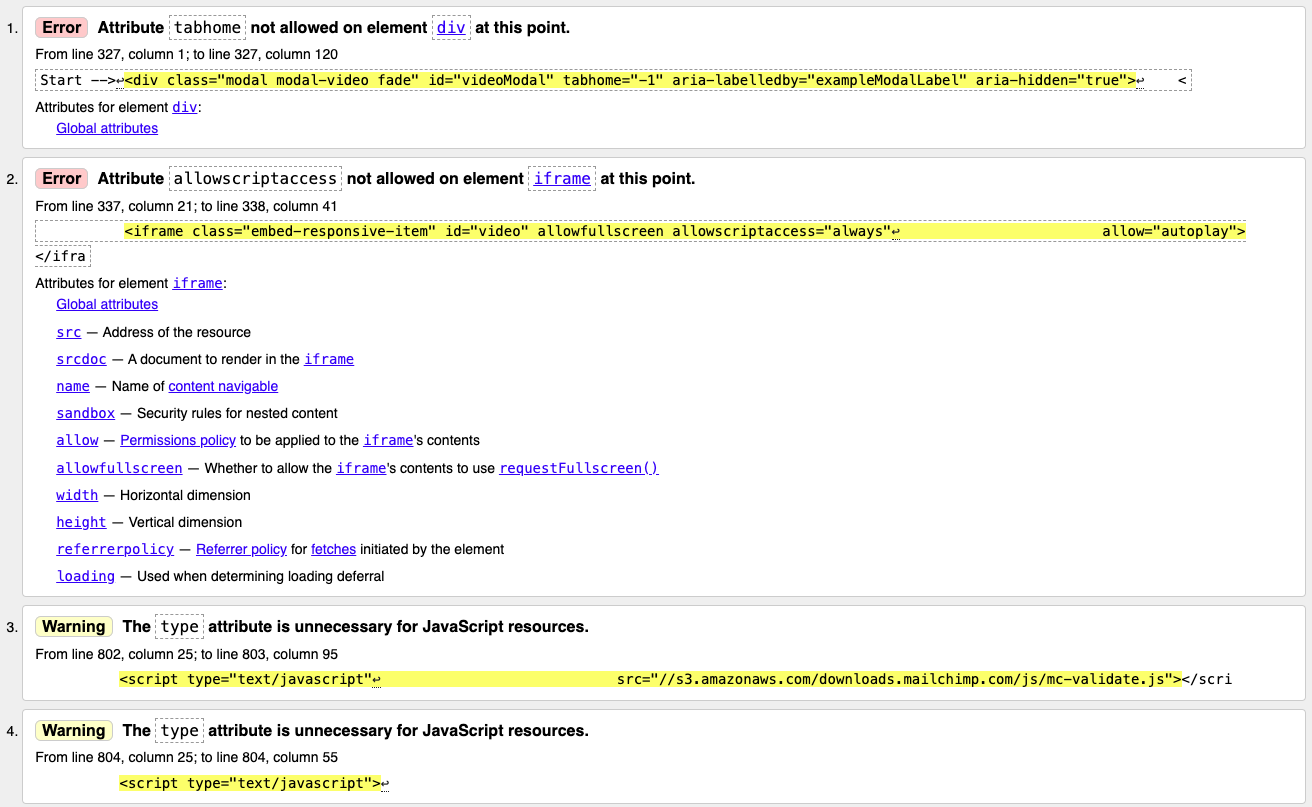 1. Error Attribute tabhome not allowed on element div at this point.
From line 327, column 1; to line 327, column 120
Start -->↩<div class="modal modal-video fade" id="videoModal" tabhome="-1" aria-labelledby="exampleModalLabel" aria-hidden="true">↩ <
Attributes for element div:
Global attributes
2. Error Attribute allowscriptaccess not allowed on element iframe at this point.
From line 337, column 21; to line 338, column 41
<iframe class="embed-responsive-item" id="video" allowfullscreen allowscriptaccess="always"↩ allow="autoplay">
</ifra
Attributes for element iframe:
Global attributes
src — Address of the resource
srcdoc — A document to render in the iframe
name — Name of content navigable
sandbox — Security rules for nested content
allow — Permissions policy to be applied to the iframe's contents
allowfullscreen — Whether to allow the iframe's contents to use requestFullscreen()
width — Horizontal dimension
height — Vertical dimension
referrerpolicy — Referrer policy for fetches initiated by the element
loading — Used when determining loading deferral
3. Warning The type attribute is unnecessary for JavaScript resources.
From line 802, column 25; to line 803, column 95
<script type="text/javascript"↩ src="//s3.amazonaws.com/downloads.mailchimp.com/js/mc-validate.js"></scri
4. Warning The type attribute is unnecessary for JavaScript resources.
From line 804, column 25; to line 804, column 55
<script type="text/javascript">↩